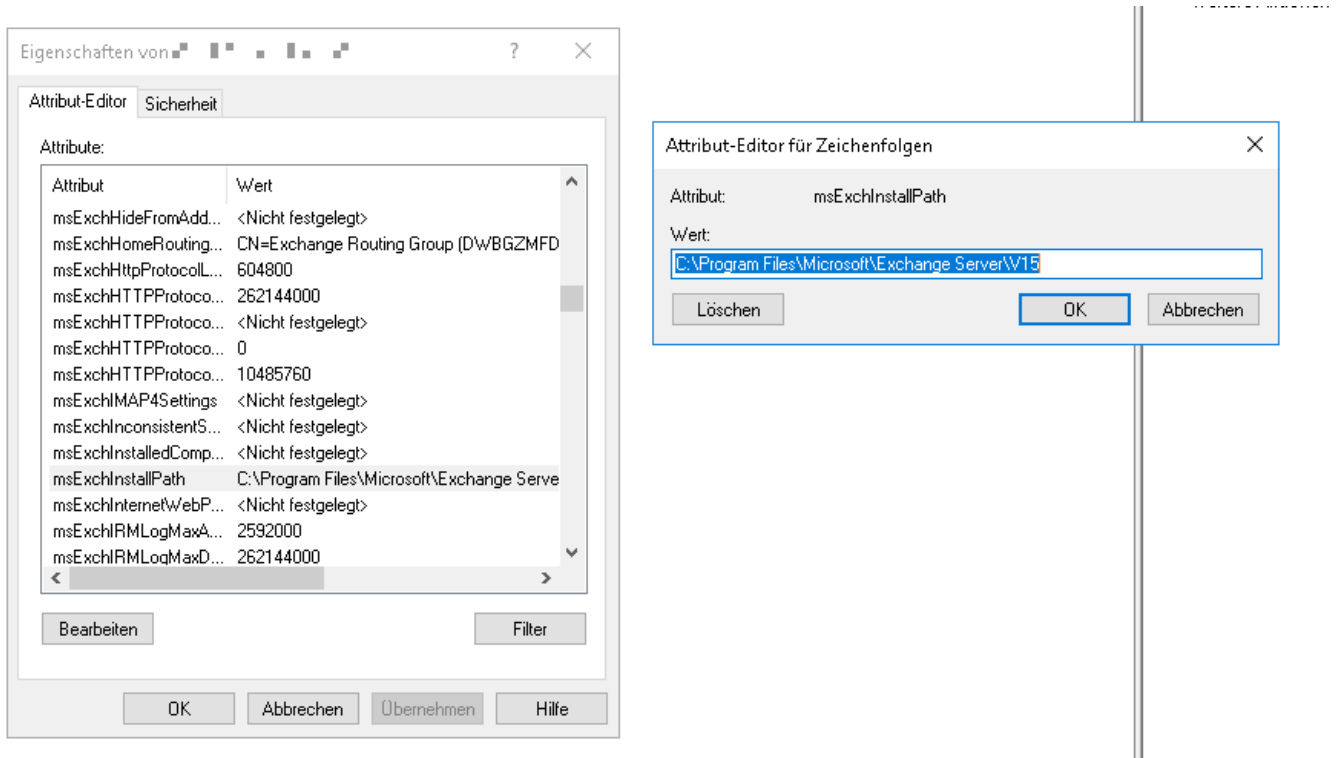 Eigenschaften von
?
Attribut-Editor
Sicherheit
Attribute:
Attribut Wert
msExchHideFromAdd... <Nicht festgelegt>
msExchHomeRouting... CN=Exchange Routing Group (DWBGZMFD
msExchHttpProtocolL... 604800
msExchHTTPProtoco... 262144000
msExchHTTPProtoco... <Nicht festgelegt>
msExchHTTPProtoco... 0
msExchHTTPProtoco... 10485760
msExchIMAP4Settings <Nicht festgelegt>
msExchInconsistentS... <Nicht festgelegt>
msExchInstalledComp... <Nicht festgelegt>
msExchInstallPath C:\Program Files\Microsoft\Exchange Serve
msExchInternetWebP... <Nicht festgelegt>
msExchIRMLogMaxA... 2592000
msExchIRMLogMaxD... 262144000
Bearbeiten
Filter
OK
Abbrechen
Übernehmen
Hilfe
Attribut-Editor für Zeichenfolgen
Attribut: msExchInstallPath
Wert:
C:\Program Files\Microsoft\Exchange Server\V15
Löschen
OK
Abbrechen